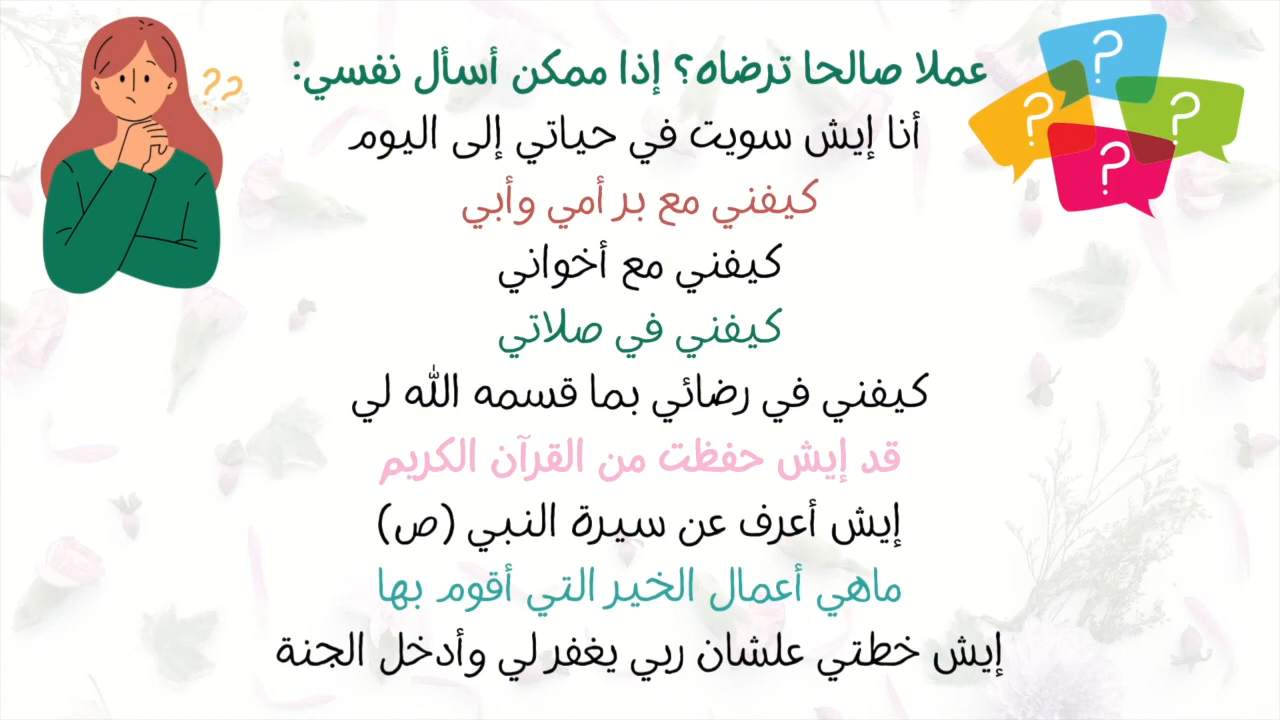 عملا صالحا ترضاه؟ إذا ممكن أسأل نفسي:
أنا إيش سويت في حياتي إلى اليوم
كيفني مع بر أمي وأبي
كيفني مع أخواني
كيفني في صلاتي
كيفني في رضائي بما قسمه الله لي
قد إيش حفظت من القرآن الكريم
إيش أعرف عن سيرة النبي (ص)
ماهي أعمال الخير التي أقوم بها
إيش خطتي علشان ربي يغفر لي وأدخل الجنة
??
?
?
?
?